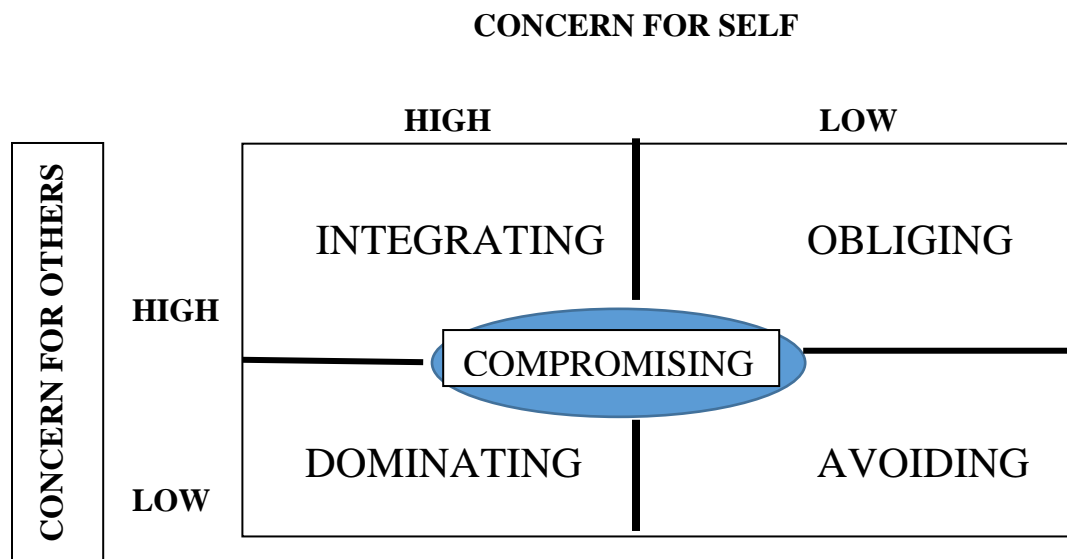 CONCERN FOR SELF
HIGH LOW
CONCERN FOR OTHERS
INTEGRATING OBLIGING
HIGH
COMPROMISING
DOMINATING AVOIDING
LOW